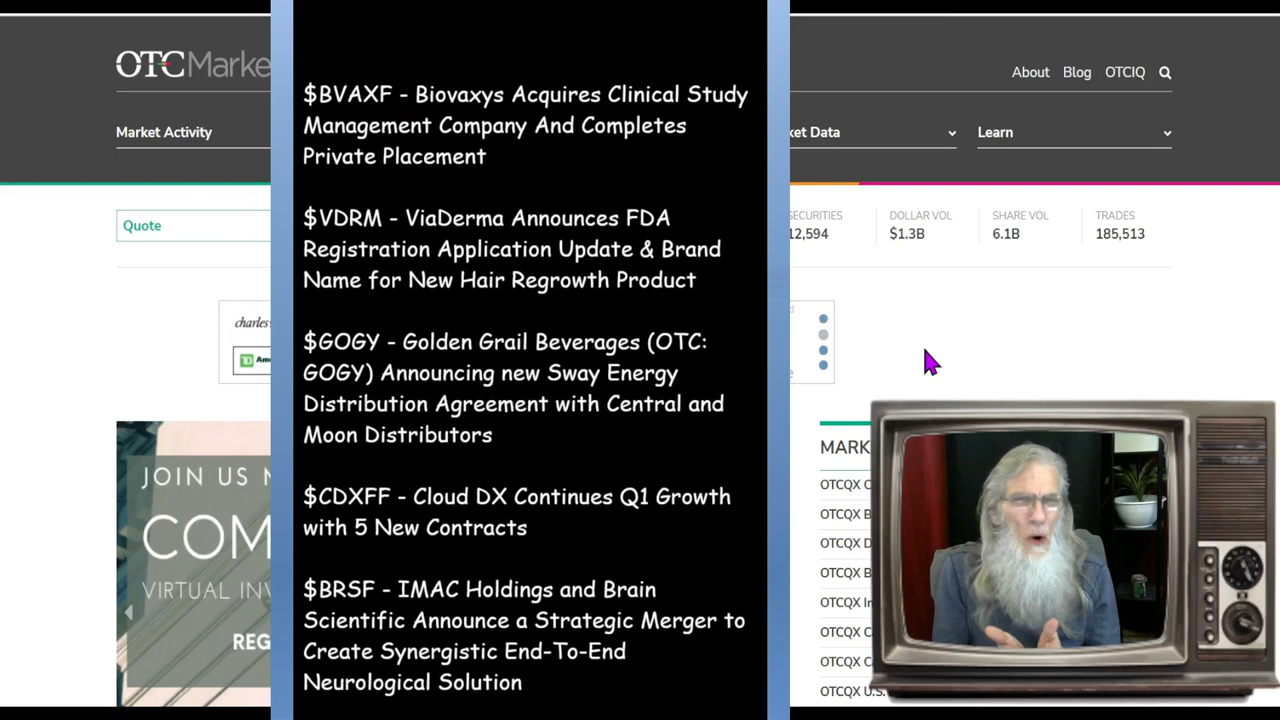 OTCMarke
About Blog OTCIQ
Market Activity
ket Data
Learn
Quote
SECURITIES
12,594
DOLLAR VOL
$1.3B
SHARE VOL
6.1B
TRADES
185,513
charles
TD Am
$BVAXF - Biovaxys Acquires Clinical Study
Management Company And Completes
Private Placement
$VDRM - ViaDerma Announces FDA
Registration Application Update & Brand
Name for New Hair Regrowth Product
$GOGY - Golden Grail Beverages (OTC:
GOGY) Announcing new Sway Energy
Distribution Agreement with Central and
Moon Distributors
$CDXFF - Cloud DX Continues Q1 Growth
with 5 New Contracts
$BRSF - IMAC Holdings and Brain
Scientific Announce a Strategic Merger to
Create Synergistic End-To-End
Neurological Solution
JOIN US
COM
VIRTUAL INV
REG
MARK
OTCQX C
OTCQX B
OTCQX D
OTCQX B
OTCQX In
OTCQX C
OTCQX C
OTCQX U.S.